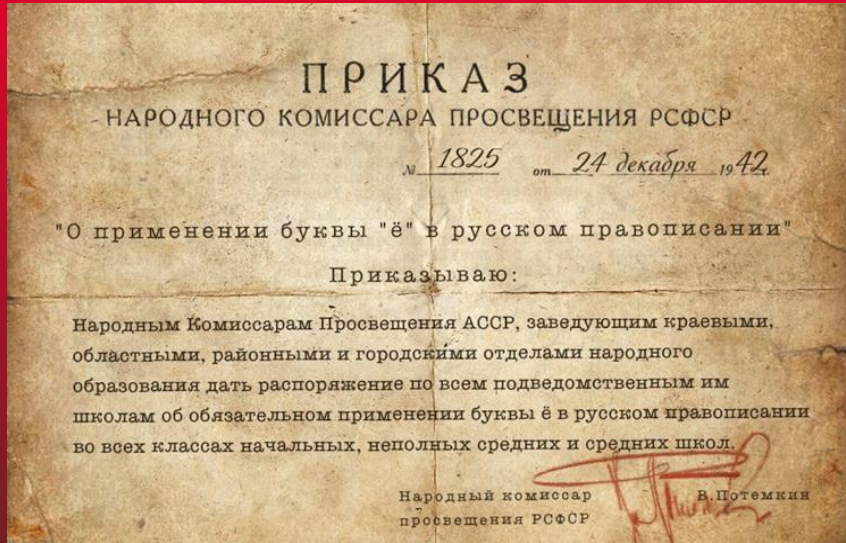 ПРИКАЗ
НАРОДНОГО КОМИССАРА ПРОСВЕЩЕНИЯ РСФСР
№ 1825 от 24 декабря 1942
"О применении буквы "ё" в русском правописании"
Приказываю:
Народным Комиссарам Просвещения АССР, заведующим краевыми,
областными, районными и городскими отделами народного
образования дать распоряжение по всем подведомственным им
школам об обязательном применении буквы ё в русском правописании
во всех классах начальных, неполных средних и средних школ.
Народный комиссар В.Потемкин
просвещения РСФСР